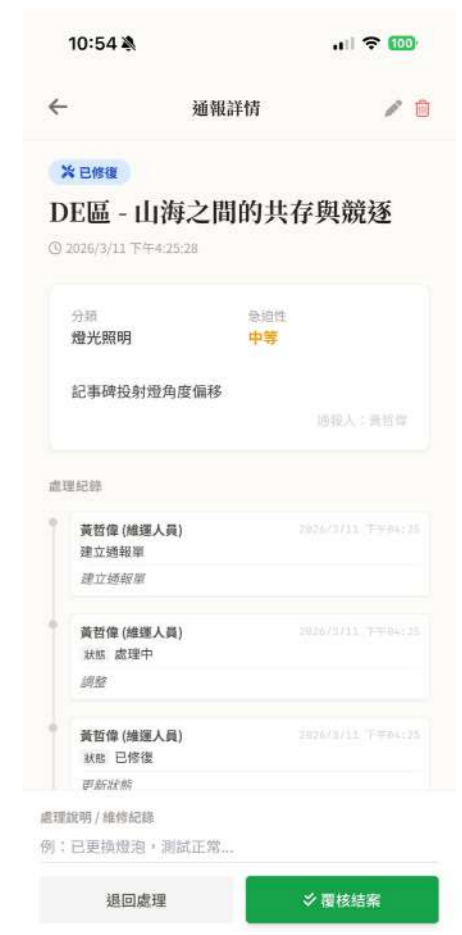 10:54
100
通報詳情
已修復
DE區 - 山海之間的共存與競逐
2026/3/11 下午4:25:28
分類
急迫性
燈光照明
中等
記事碑投射燈角度偏移
通報人：黃哲偉
處理紀錄
黃哲偉 (維運人員)
2026/3/11 下午04:25
建立通報單
建立通報單
黃哲偉 (維運人員)
2026/3/11 下午04:25
狀態 處理中
調整
黃哲偉 (維運人員)
2026/3/11 下午04:25
狀態 已修復
更新狀態
處理說明 / 維修紀錄
例：已更換燈泡，測試正常...
退回處理
覆核結案